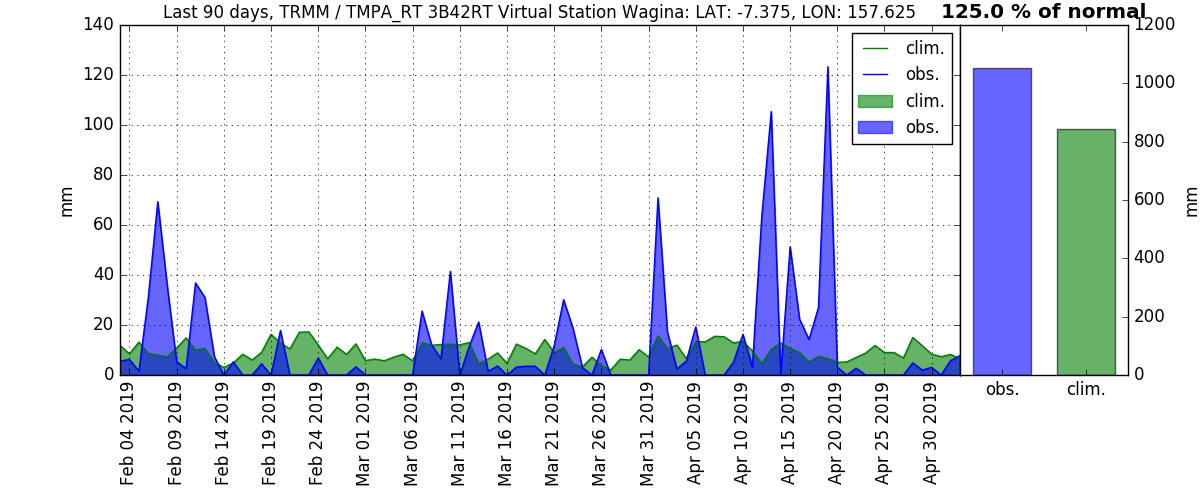 Last 90 days, TRMM / TMPA_RT 3B42RT Virtual Station Wagina: LAT: -7.375, LON: 157.625
125.0 % of normal
140
120
100
80
60
40
20
0
mm
clim.
obs.
clim.
obs.
Feb 04 2019
Feb 09 2019
Feb 14 2019
Feb 19 2019
Feb 24 2019
Mar 01 2019
Mar 06 2019
Mar 11 2019
Mar 16 2019
Mar 21 2019
Mar 26 2019
Mar 31 2019
Apr 05 2019
Apr 10 2019
Apr 15 2019
Apr 20 2019
Apr 25 2019
Apr 30 2019
1200
1000
800
600
400
200
0
mm
obs.
clim.